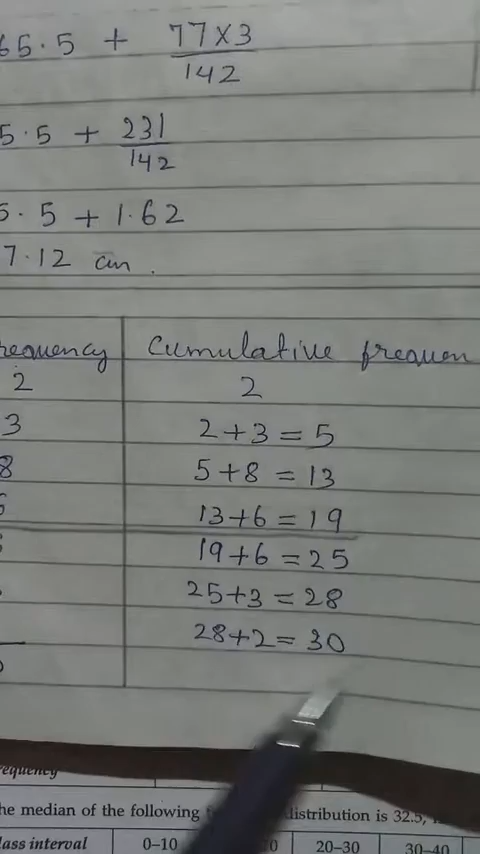 65.5 + 77×3/142
5.5 + 231/142
5.5 + 1.62
7.12 cm.
requency Cumulative frequen
2 2
3 2+3=5
8 5+8=13
6 13+6=19
19+6=25
25+3=28
28+2=30
0
requency
he median of the following distribution is 32.5,
lass interval 0–10 20–30 30–40